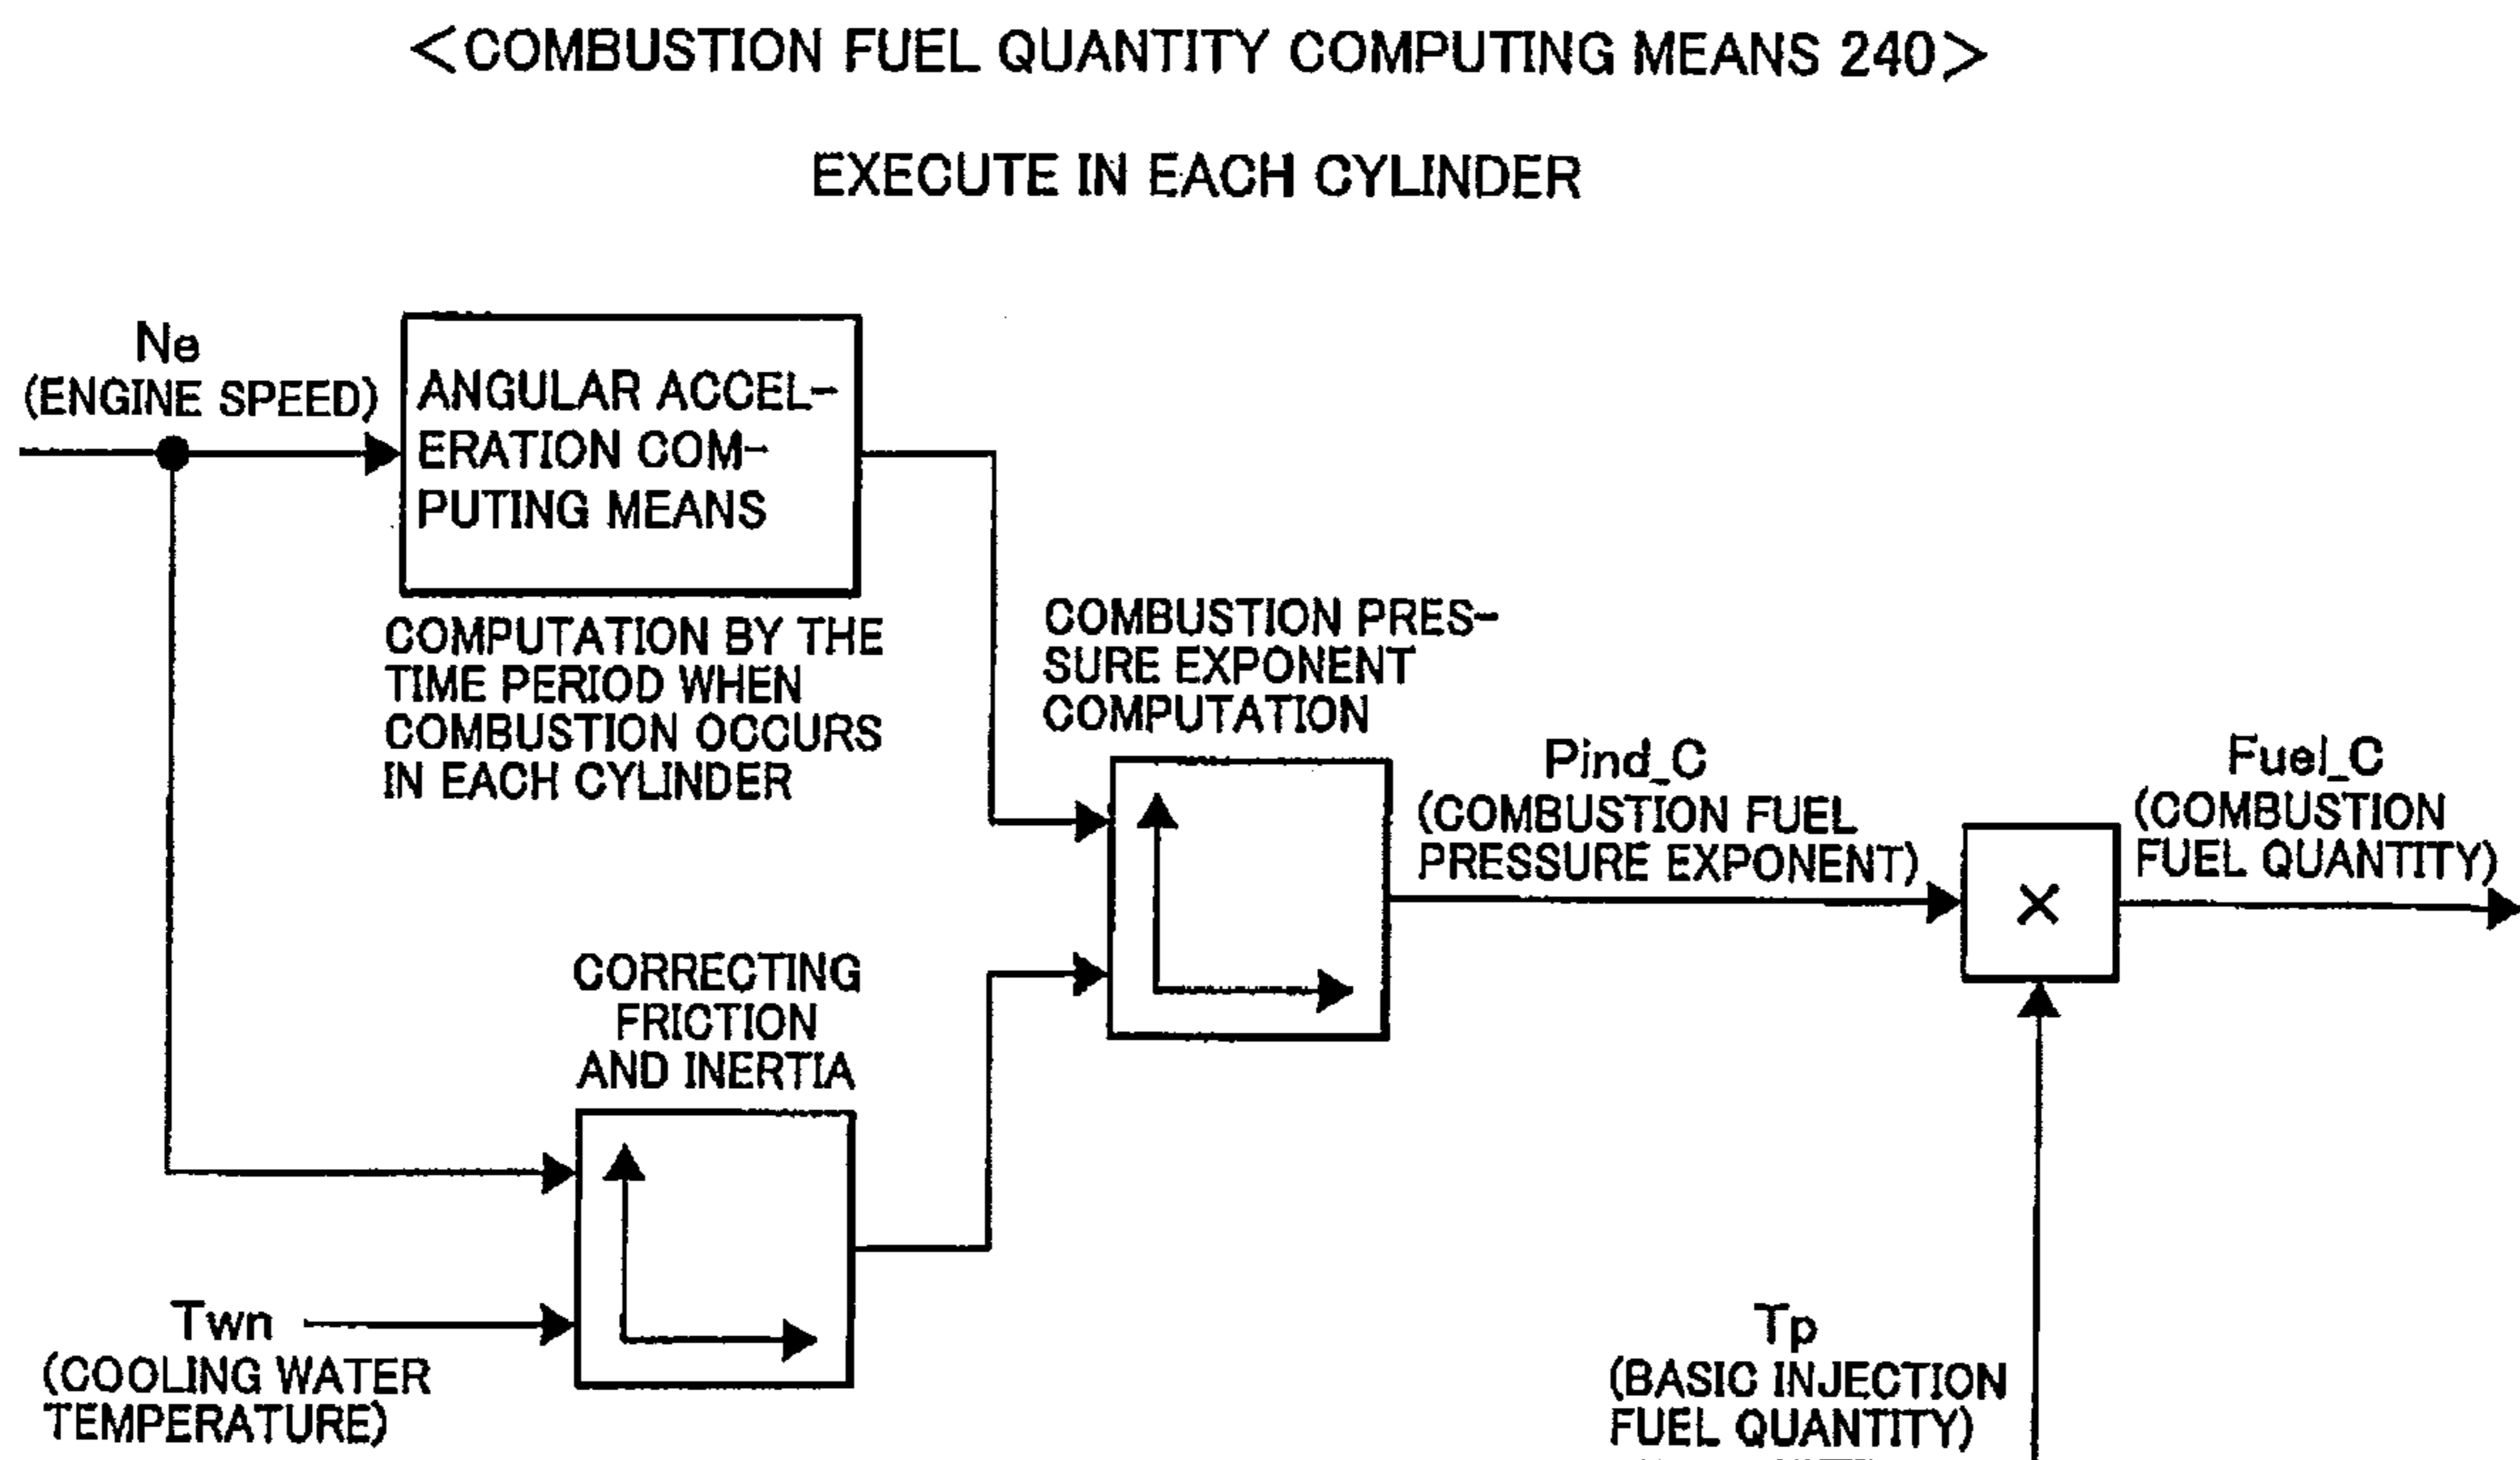 <COMBUSTION FUEL QUANTITY COMPUTING MEANS 240>
EXECUTE IN EACH CYLINDER
Ne
(ENGINE SPEED)
ANGULAR ACCEL-
ERATION COM-
PUTING MEANS
COMPUTATION BY THE
TIME PERIOD WHEN
COMBUSTION OCCURS
IN EACH CYLINDER
COMBUSTION PRES-
SURE EXPONENT
COMPUTATION
Pind_C
(COMBUSTION FUEL
PRESSURE EXPONENT)
×
Fuel_C
(COMBUSTION
FUEL QUANTITY)
CORRECTING
FRICTION
AND INERTIA
Twn
(COOLING WATER
TEMPERATURE)
Tp
(BASIC INJECTION
FUEL QUANTITY)